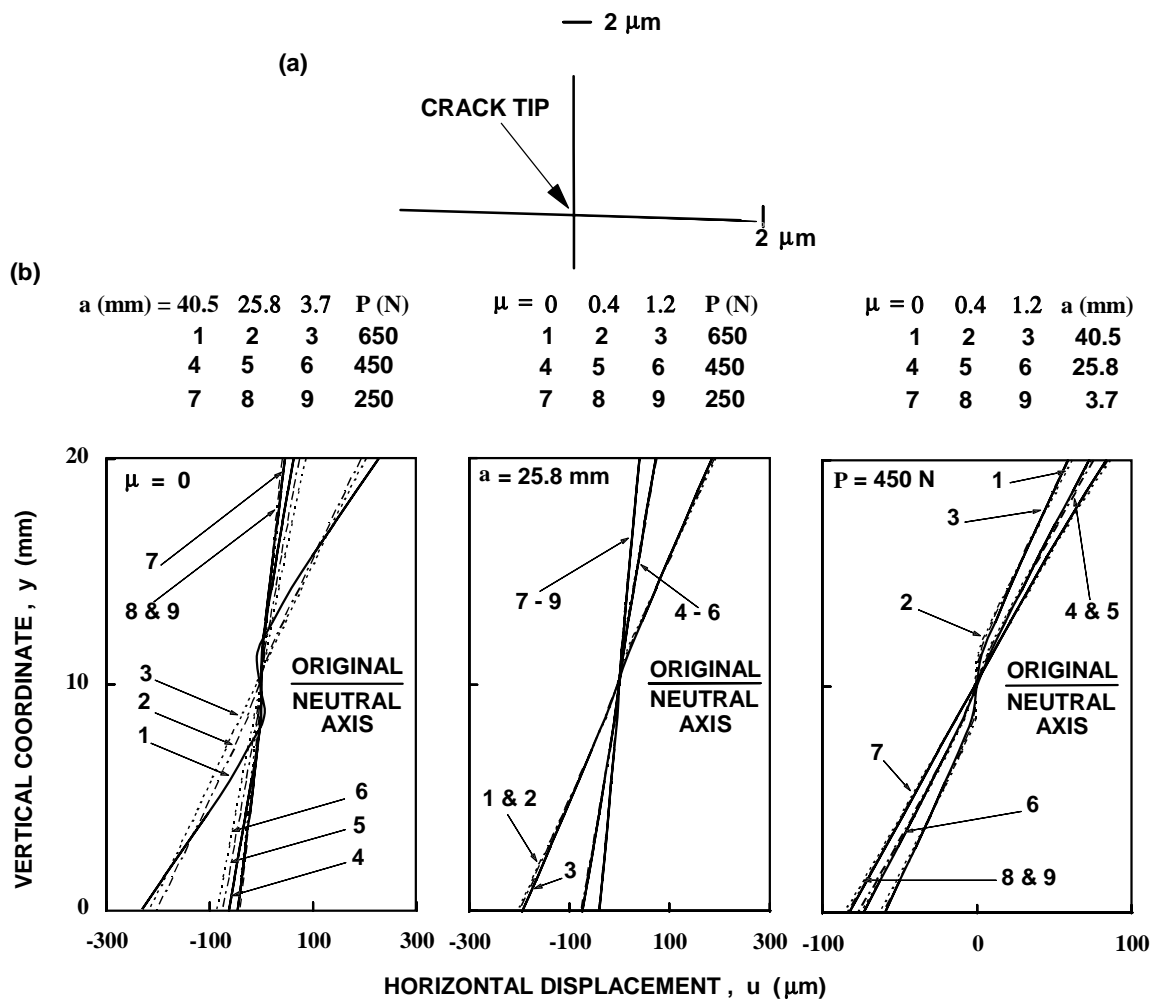 2 μm
(a)
CRACK TIP
2 μm
(b)
a (mm) = 40.5 25.8 3.7 P (N)
1 2 3 650
4 5 6 450
7 8 9 250
μ = 0 0.4 1.2 P (N)
1 2 3 650
4 5 6 450
7 8 9 250
μ = 0 0.4 1.2 a (mm)
1 2 3 40.5
4 5 6 25.8
7 8 9 3.7
VERTICAL COORDINATE , y (mm)
20
10
0
μ = 0
7
8 & 9
3
2
1
ORIGINAL
NEUTRAL
AXIS
6
5
4
-300 -100 100 300
a = 25.8 mm
7 - 9
4 - 6
ORIGINAL
NEUTRAL
AXIS
1 & 2
3
-300 -100 100 300
P = 450 N
1
3
2
4 & 5
ORIGINAL
NEUTRAL
AXIS
7
6
8 & 9
-100 0 100
HORIZONTAL DISPLACEMENT , u (μm)